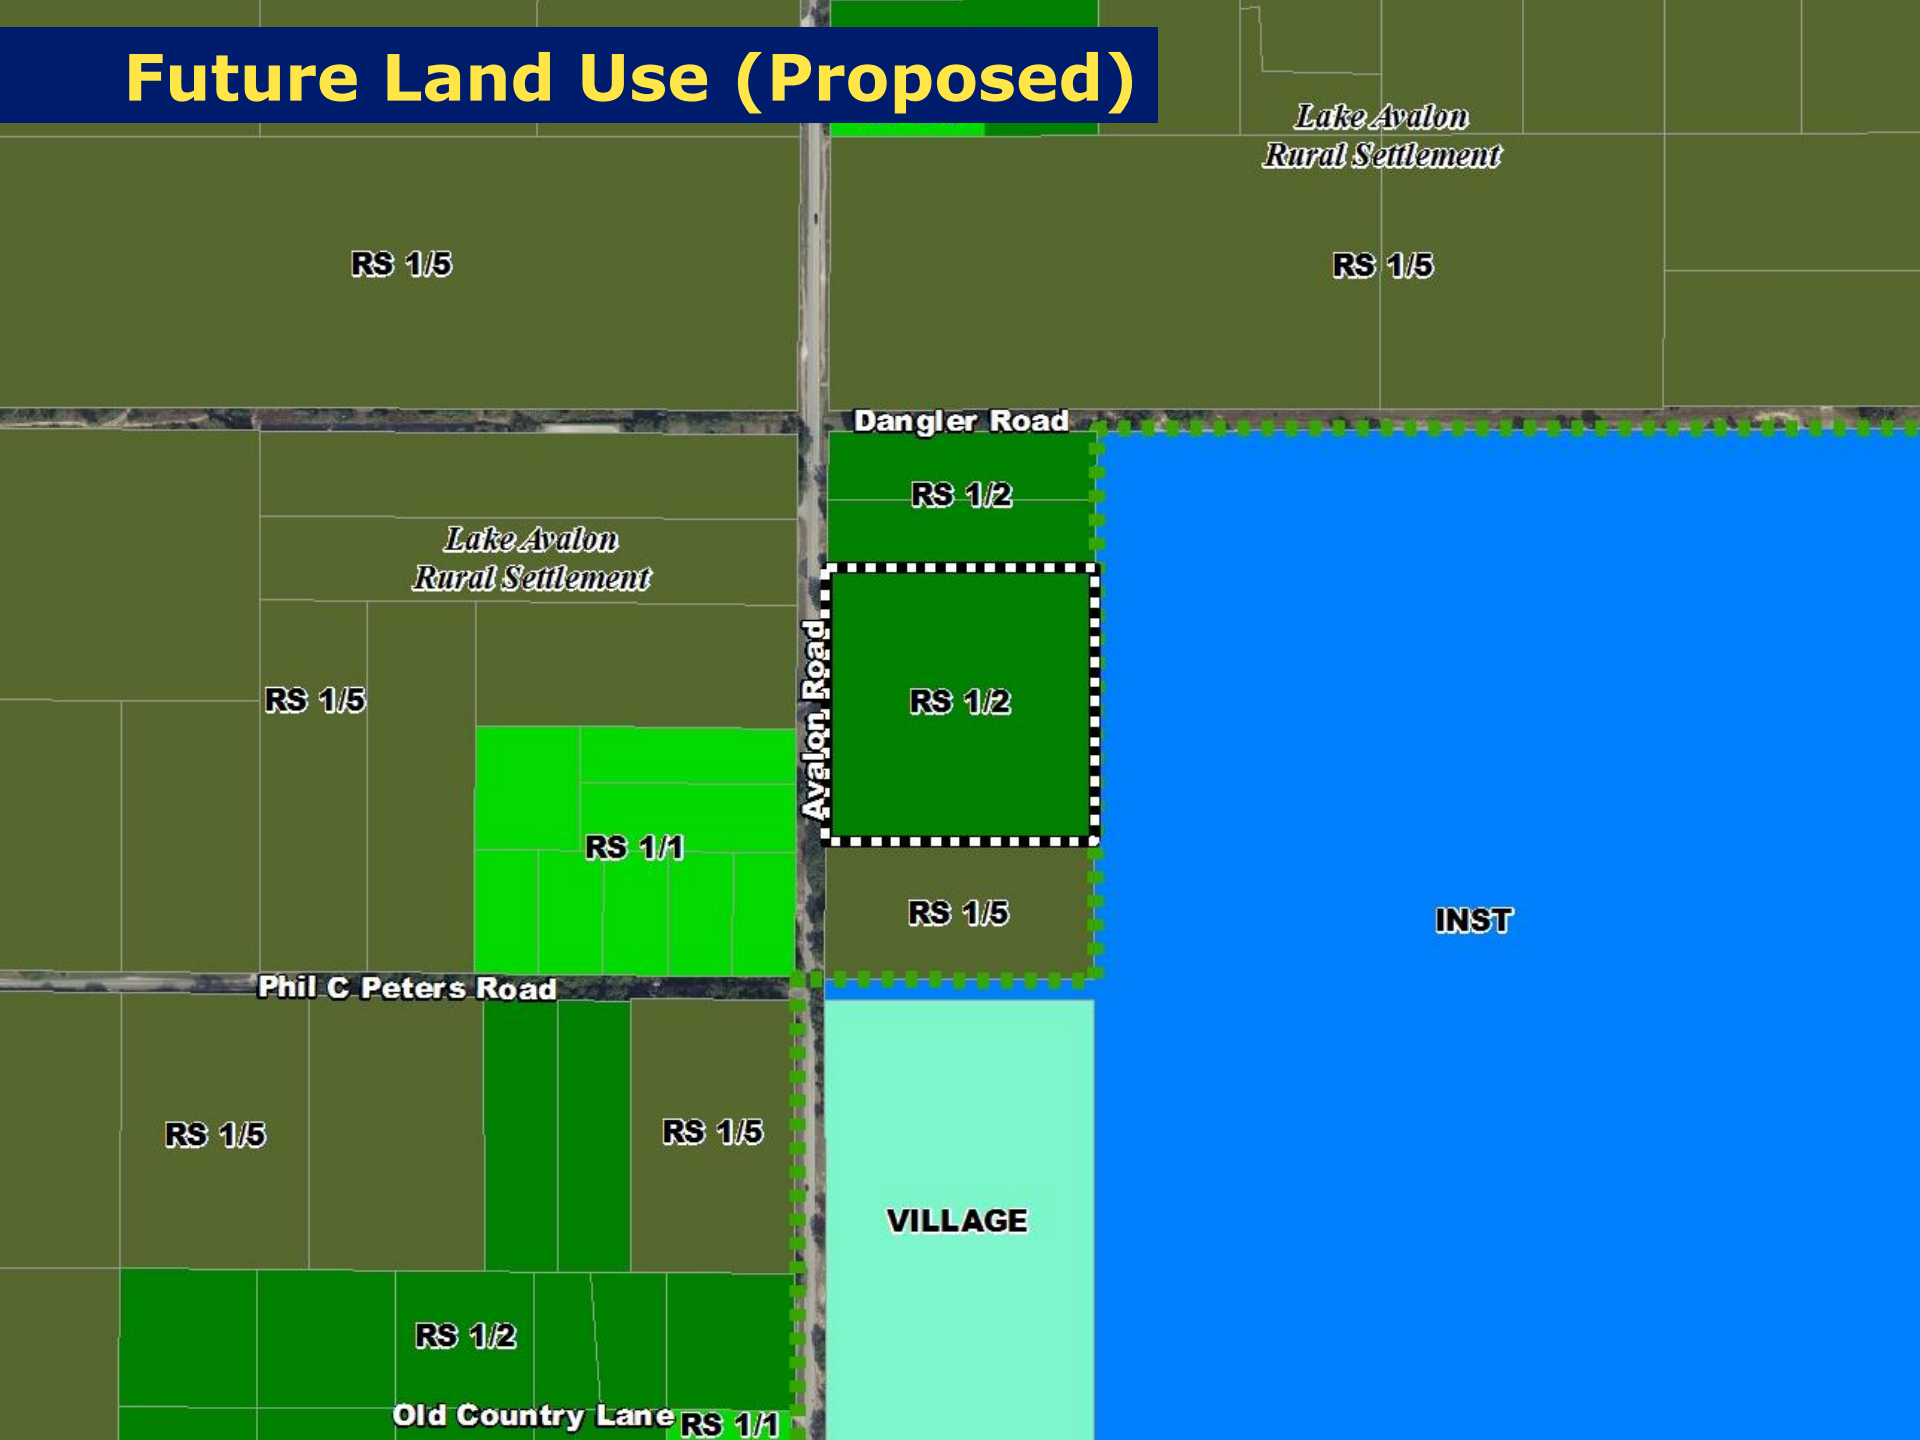 Future Land Use (Proposed)
Lake Avalon
Rural Settlement
RS 1/5
RS 1/5
Dangler Road
RS 1/2
Lake Avalon
Rural Settlement
Avalon Road
RS 1/5
RS 1/2
RS 1/1
RS 1/5
INST
Phil C Peters Road
RS 1/5
RS 1/5
VILLAGE
RS 1/2
Old Country Lane
RS 1/1